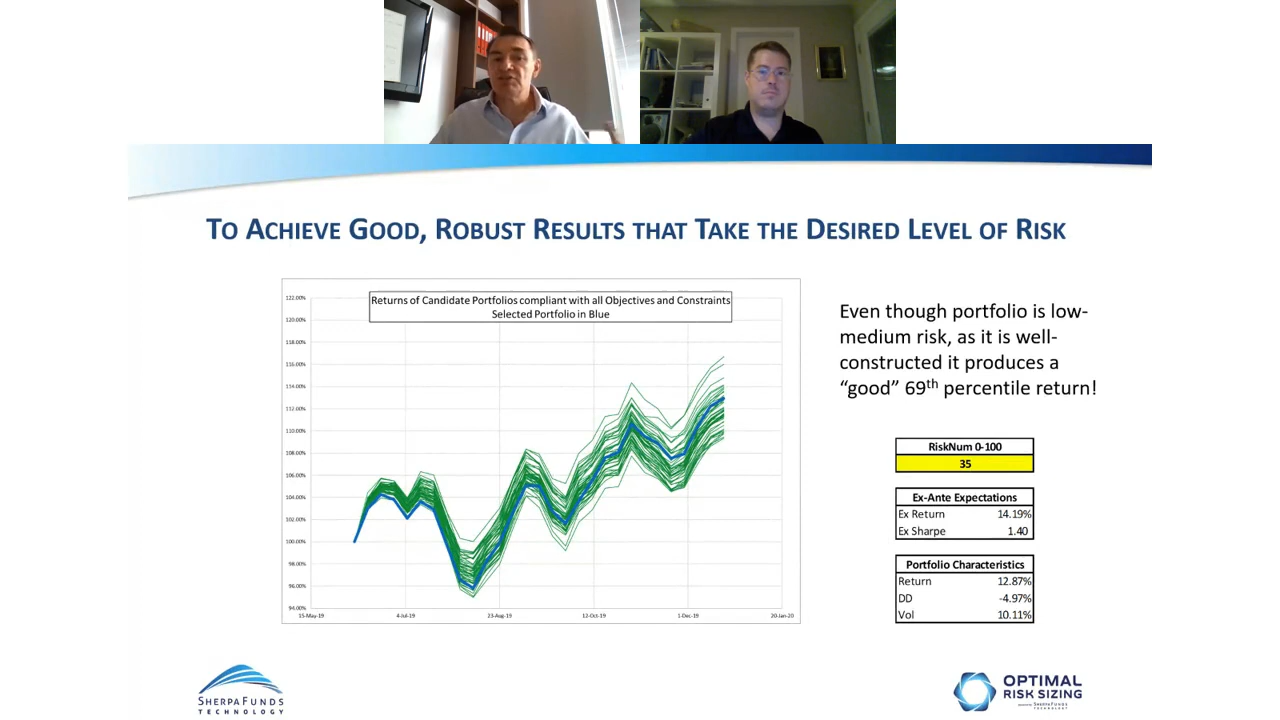 TO ACHIEVE GOOD, ROBUST RESULTS THAT TAKE THE DESIRED LEVEL OF RISK
Returns of Candidate Portfolios compliant with all Objectives and Constraints
Selected Portfolio in Blue
122.00%
120.00%
118.00%
116.00%
114.00%
112.00%
110.00%
108.00%
106.00%
104.00%
102.00%
100.00%
98.00%
96.00%
94.00%
15-May-19 4-Jul-19 23-Aug-19 12-Oct-19 1-Dec-19 20-Jan-20
Even though portfolio is low-
medium risk, as it is well-
constructed it produces a
“good” 69th percentile return!
RiskNum 0-100
35
Ex-Ante Expectations
Ex Return 14.19%
Ex Sharpe 1.40
Portfolio Characteristics
Return 12.87%
DD -4.97%
Vol 10.11%
SHERPAFUNDS
TECHNOLOGY
OPTIMAL
RISK SIZING